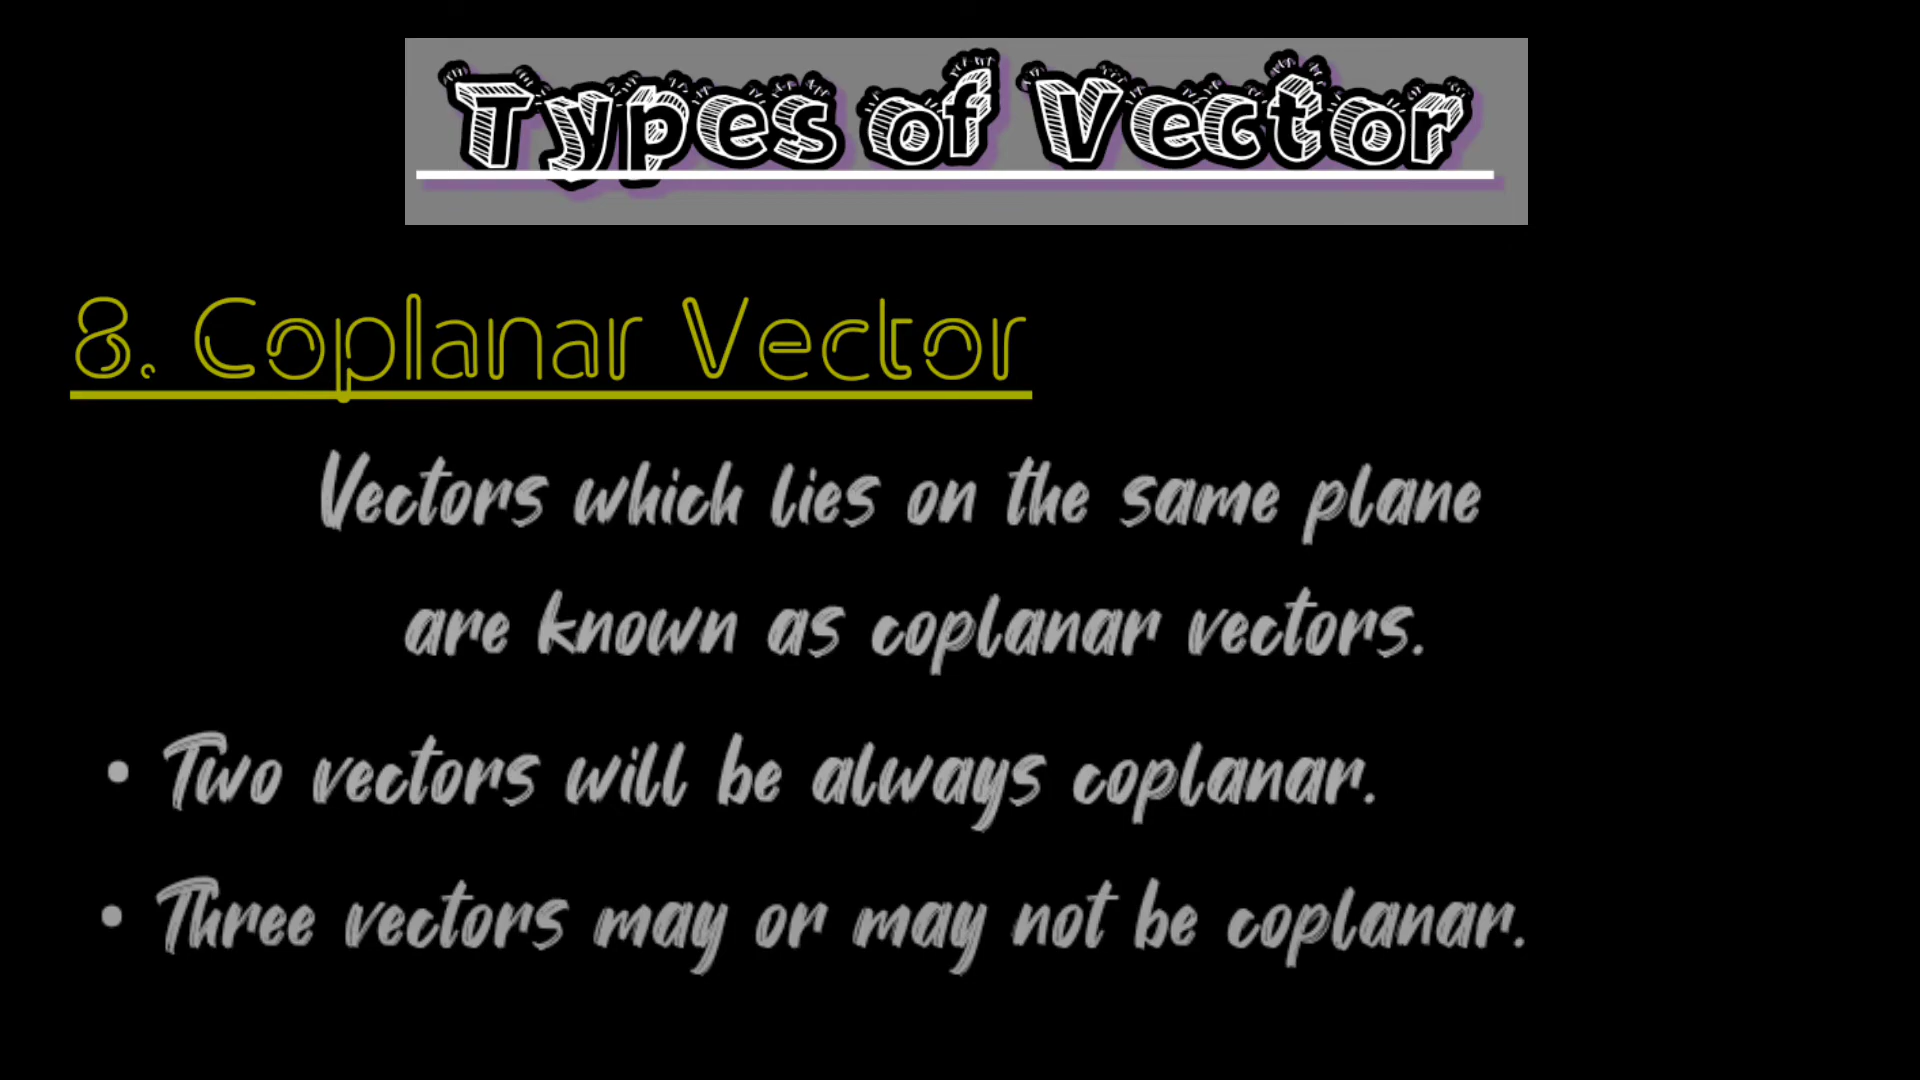 Types of Vector
8. Coplanar Vector
Vectors which lies on the same plane
are known as coplanar vectors.
• Two vectors will be always coplanar.
• Three vectors may or may not be coplanar.